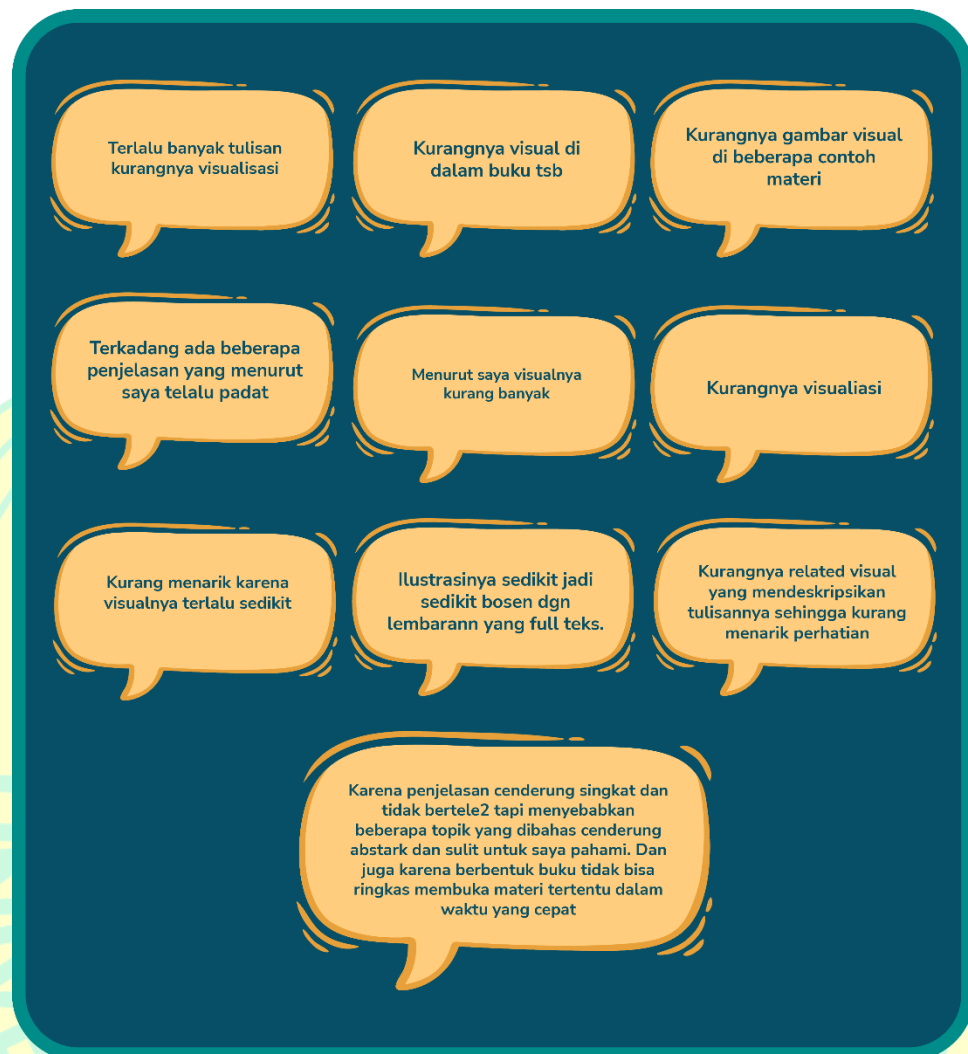 Terlalu banyak tulisan
kurangnya visualisasi
Kurangnya visual di
dalam buku tsb
Kurangnya gambar visual
di beberapa contoh
materi
Terkadang ada beberapa
penjelasan yang menurut
saya telalu padat
Menurut saya visualnya
kurang banyak
Kurangnya visualiasi
Kurang menarik karena
visualnya terlalu sedikit
Ilustrasinya sedikit jadi
sedikit bosen dgn
lembarann yang full teks.
Kurangnya related visual
yang mendeskripsikan
tulisannya sehingga kurang
menarik perhatian
Karena penjelasan cenderung singkat dan
tidak bertele2 tapi menyebabkan
beberapa topik yang dibahas cenderung
abstark dan sulit untuk saya pahami. Dan
juga karena berbentuk buku tidak bisa
ringkas membuka materi tertentu dalam
waktu yang cepat